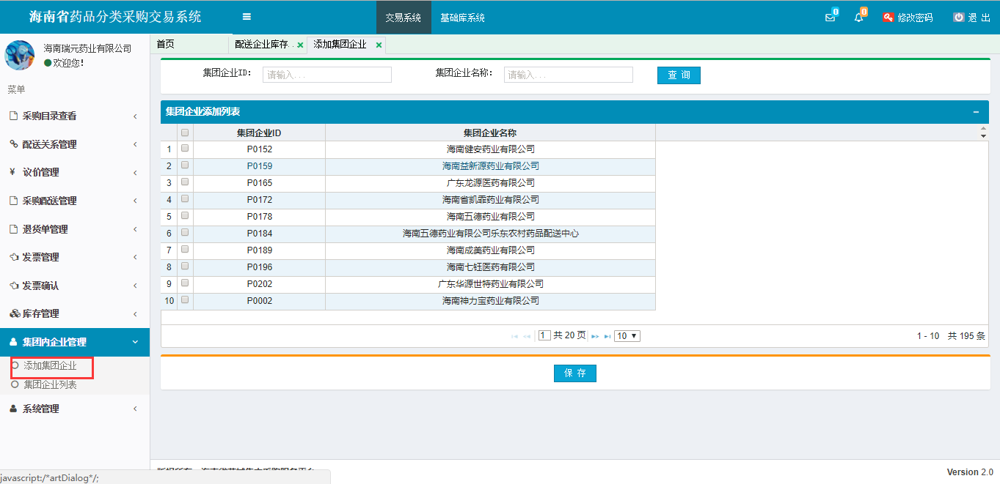 海南省药品分类采购交易系统
交易系统
基础库系统
0
0
修改密码
退 出
海南瑞元药业有限公司
欢迎您!
菜单
采购目录查看
配送关系管理
¥ 议价管理
采购配送管理
退货单管理
发票管理
发票确认
库存管理
集团内企业管理
添加集团企业
集团企业列表
系统管理
首页
配送企业库存. .
添加集团企业
集团企业ID: 请输入. . .
集团企业名称: 请输入. . .
查 询
集团企业添加列表
集团企业ID 集团企业名称
1 P0152 海南健安药业有限公司
2 P0159 海南益新源药业有限公司
3 P0165 广东龙源医药有限公司
4 P0172 海南省凯霏药业有限公司
5 P0178 海南五德药业有限公司
6 P0184 海南五德药业有限公司乐东农村药品配送中心
7 P0189 海南成美药业有限公司
8 P0196 海南七钰医药有限公司
9 P0202 广东华源世特药业有限公司
10 P0002 海南神力宝药业有限公司
1 共 20 页 10
1 - 10 共 195 条
保 存
Version 2.0
javascript:/*artDialog*/;